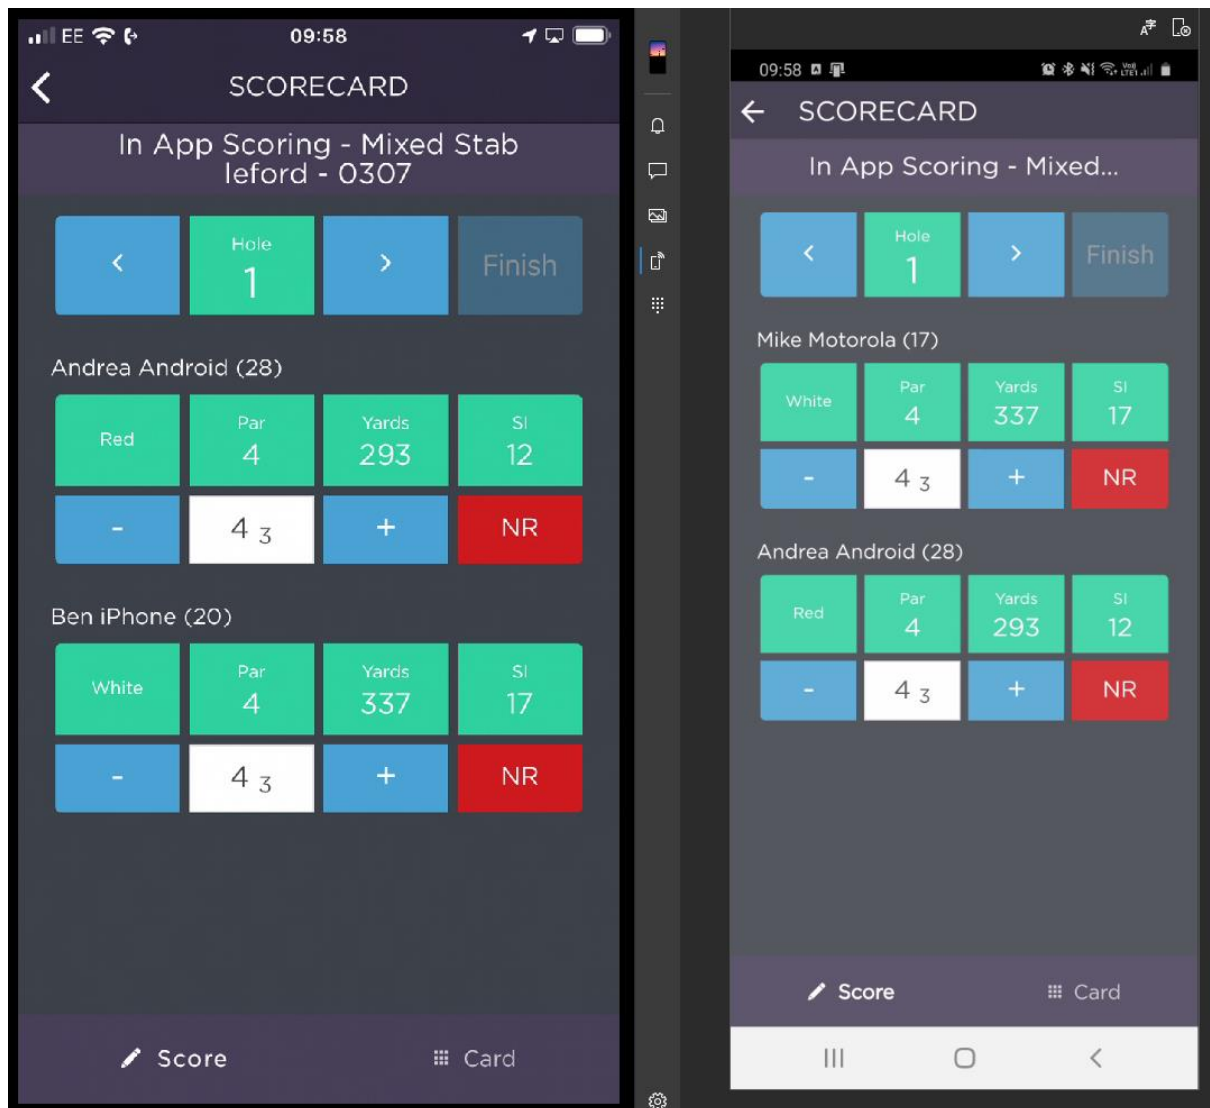 EE 09:58
SCORECARD
In App Scoring - Mixed Stab
leford - 0307
< Hole 1 > Finish
Andrea Android (28)
Red Par 4 Yards 293 SI 12
- 4 3 + NR
Ben iPhone (20)
White Par 4 Yards 337 SI 17
- 4 3 + NR
Score Card
09:58
SCORECARD
In App Scoring - Mixed...
< Hole 1 > Finish
Mike Motorola (17)
White Par 4 Yards 337 SI 17
- 4 3 + NR
Andrea Android (28)
Red Par 4 Yards 293 SI 12
- 4 3 + NR
Score Card